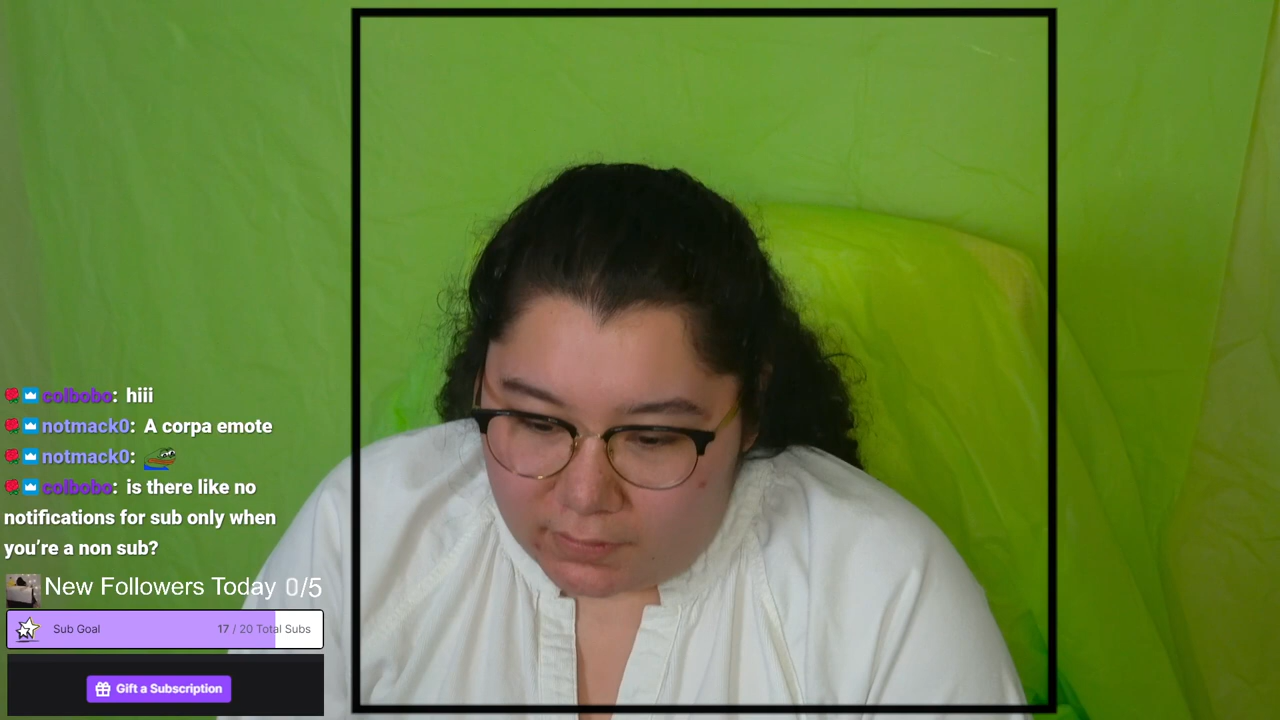 colbobo: hiii
notmack0: A corpa emote
notmack0:
colbobo: is there like no
notifications for sub only when
you’re a non sub?
New Followers Today 0/5
Sub Goal 17 / 20 Total Subs
Gift a Subscription